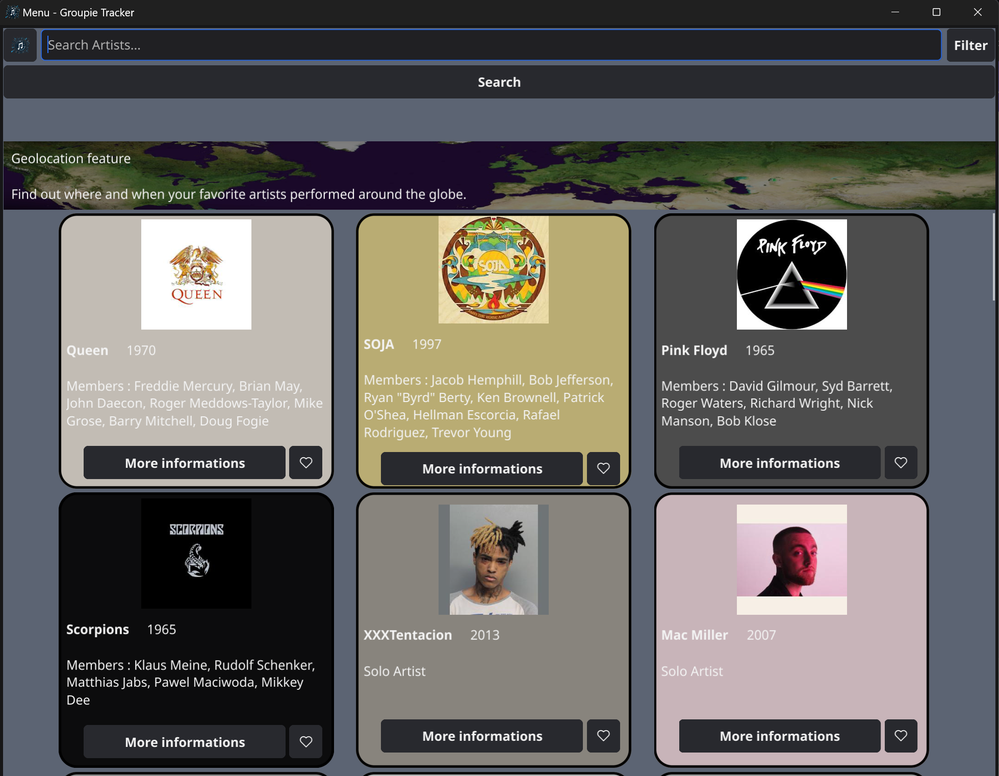 Menu - Groupie Tracker
Search Artists...
Filter
Search
Geolocation feature
Find out where and when your favorite artists performed around the globe.
QUEEN
Queen 1970
Members : Freddie Mercury, Brian May,
John Daecon, Roger Meddows-Taylor, Mike
Grose, Barry Mitchell, Doug Fogie
More informations
SOJA
AMID THE NOISE AND HASTE
SOJA 1997
Members : Jacob Hemphill, Bob Jefferson,
Ryan "Byrd" Berty, Ken Brownell, Patrick
O'Shea, Hellman Escorcia, Rafael
Rodriguez, Trevor Young
More informations
PINK FLOYD
Pink Floyd 1965
Members : David Gilmour, Syd Barrett,
Roger Waters, Richard Wright, Nick
Manson, Bob Klose
More informations
SCORPIONS
Scorpions 1965
Members : Klaus Meine, Rudolf Schenker,
Matthias Jabs, Pawel Maciwoda, Mikkey
Dee
More informations
XXXTentacion 2013
Solo Artist
More informations
Mac Miller 2007
Solo Artist
More informations